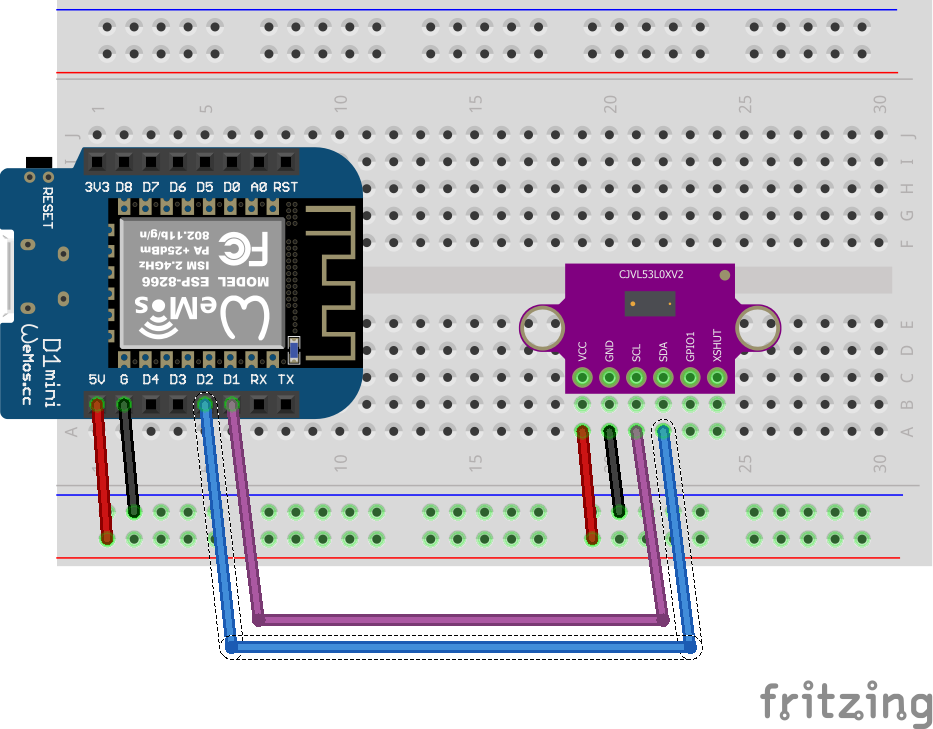 1 5 10 15 20 25 30
J J
I I
H H
G G
F F
3V3 D8 D7 D6 D5 D0 A0 RST
RESET
802.11b/g/n
PA +25dBm
ISM 2.4GHz
ESP-8266
MODEL
FC
WeMos
CJVL53L0XV2
VCC GND SCL SDA GPIO1 XSHUT
E E
D D
C C
B B
A A
D1 mini
WeMos.cc
5V G D4 D3 D2 D1 RX TX
1 10 15 25 30
fritzing